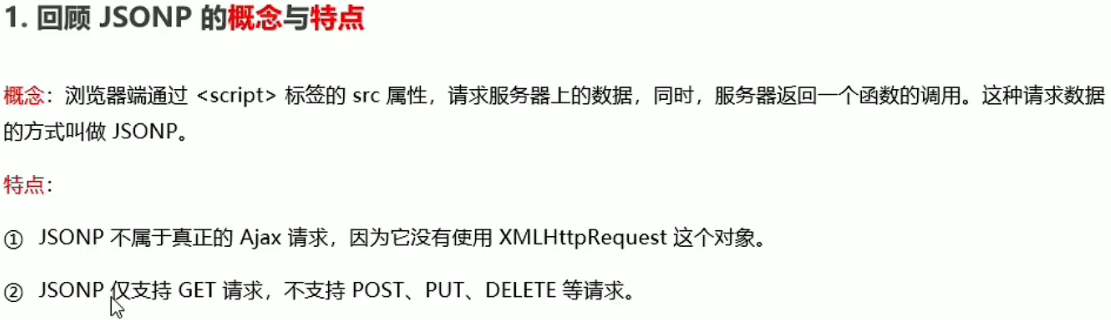 1. 回顾 JSONP 的概念与特点
概念：浏览器端通过 <script> 标签的 src 属性，请求服务器上的数据，同时，服务器返回一个函数的调用。这种请求数据
的方式叫做 JSONP。
特点：
① JSONP 不属于真正的 Ajax 请求，因为它没有使用 XMLHttpRequest 这个对象。
② JSONP 仅支持 GET 请求，不支持 POST、PUT、DELETE 等请求。